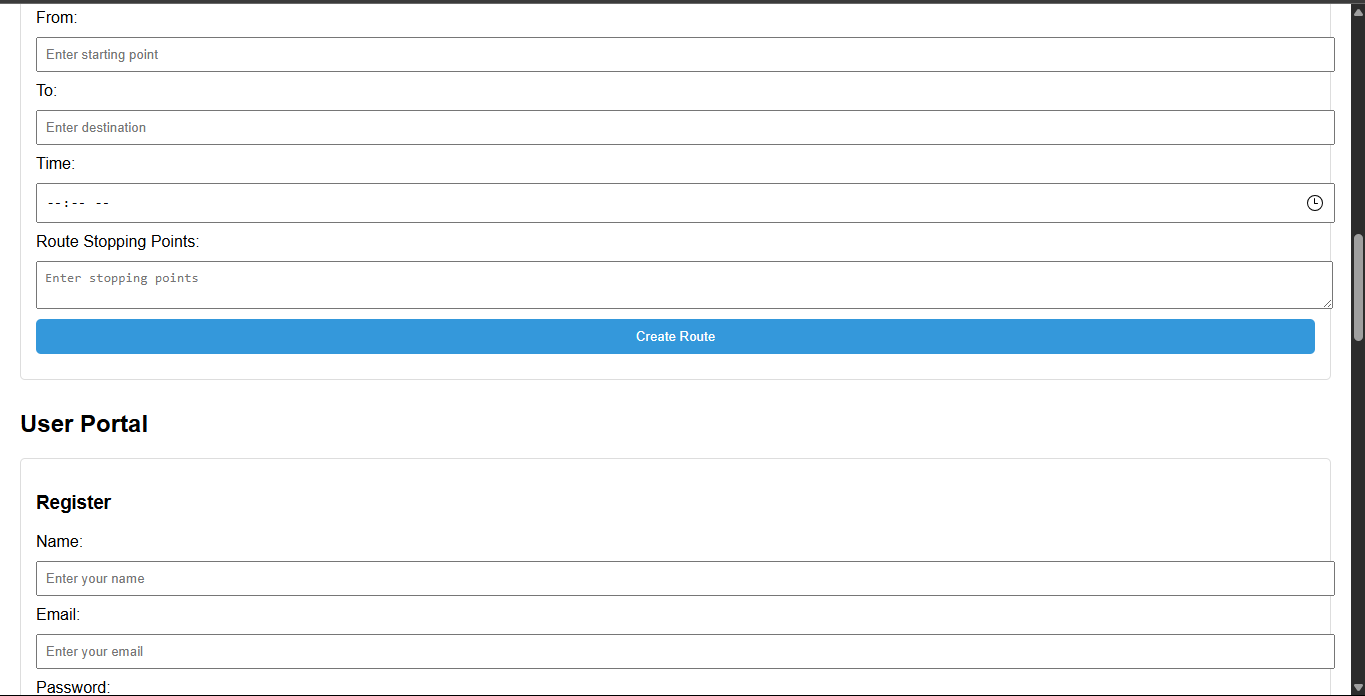 From:
Enter starting point
To:
Enter destination
Time:
--:-- --
Route Stopping Points:
Enter stopping points
Create Route
User Portal
Register
Name:
Enter your name
Email:
Enter your email
Password: